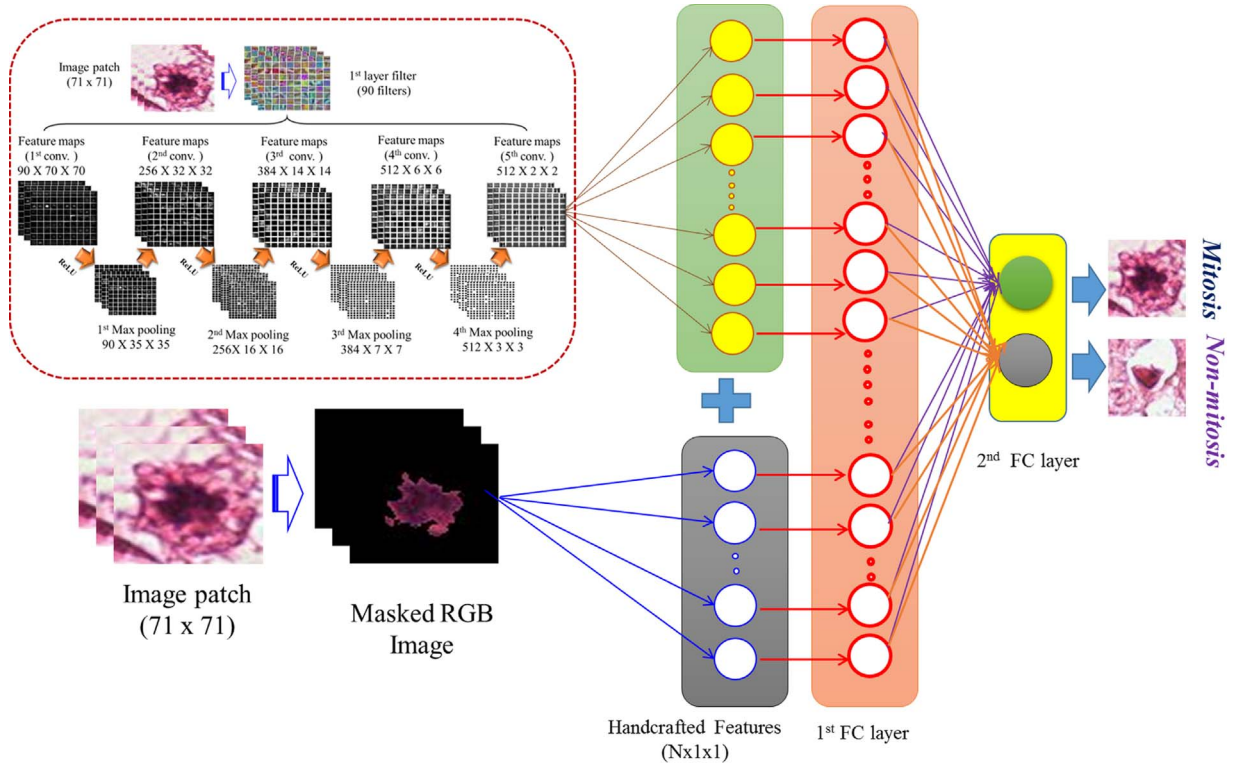 Image patch
(71 x 71)
1st layer filter
(90 filters)
Feature maps
(1st conv. )
90 X 70 X 70
Feature maps
(2nd conv. )
256 X 32 X 32
Feature maps
(3rd conv. )
384 X 14 X 14
Feature maps
(4th conv. )
512 X 6 X 6
Feature maps
(5th conv. )
512 X 2 X 2
ReLU
ReLU
ReLU
ReLU
1st Max pooling
90 X 35 X 35
2nd Max pooling
256X 16 X 16
3rd Max pooling
384 X 7 X 7
4th Max pooling
512 X 3 X 3
Image patch
(71 x 71)
Masked RGB
Image
Handcrafted Features
(Nx1x1)
1st FC layer
2nd FC layer
Mitosis
Non-mitosis